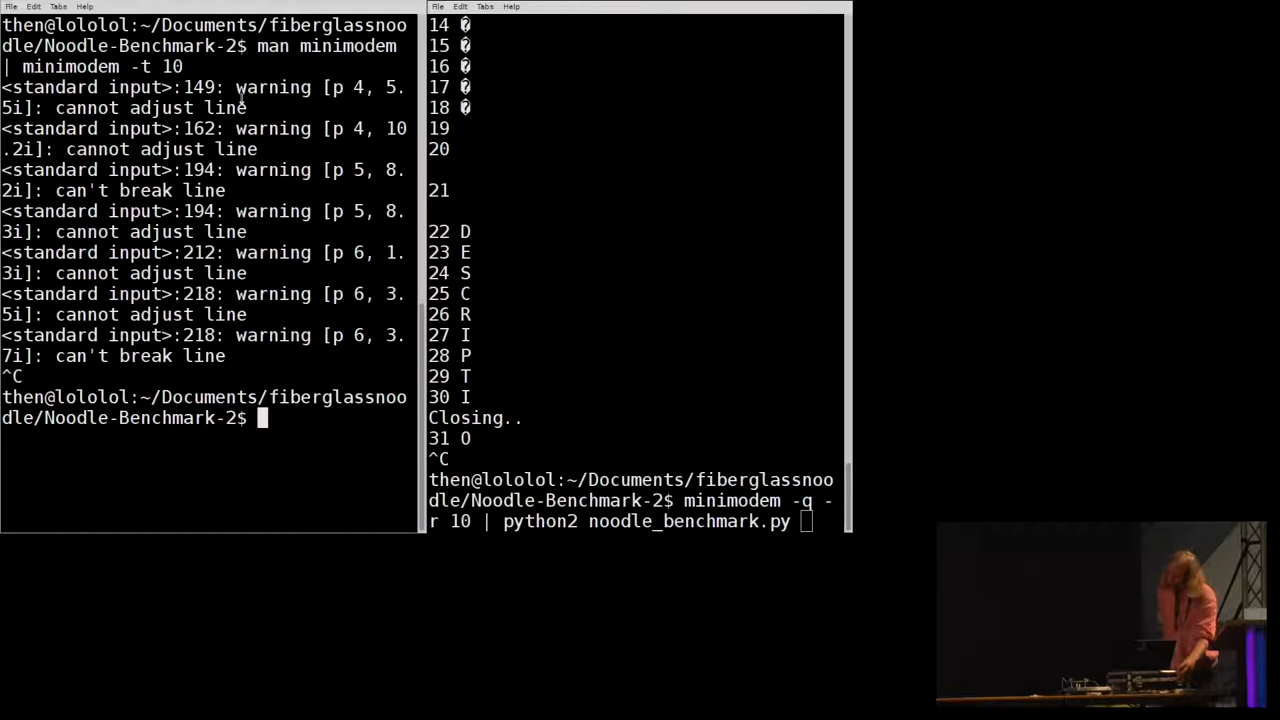 File Edit Tabs Help
then@lololol:~/Documents/fiberglassnoo
dle/Noodle-Benchmark-2$ man minimodem
| minimodem -t 10
<standard input>:149: warning [p 4, 5.
5i]: cannot adjust line
<standard input>:162: warning [p 4, 10
.2i]: cannot adjust line
<standard input>:194: warning [p 5, 8.
2i]: can't break line
<standard input>:194: warning [p 5, 8.
3i]: cannot adjust line
<standard input>:212: warning [p 6, 1.
3i]: cannot adjust line
<standard input>:218: warning [p 6, 3.
5i]: cannot adjust line
<standard input>:218: warning [p 6, 3.
7i]: can't break line
^C
then@lololol:~/Documents/fiberglassnoo
dle/Noodle-Benchmark-2$
File Edit Tabs Help
14 �
15 �
16 �
17 �
18 �
19
20
21
22 D
23 E
24 S
25 C
26 R
27 I
28 P
29 T
30 I
Closing..
31 O
^C
then@lololol:~/Documents/fiberglassnoo
dle/Noodle-Benchmark-2$ minimodem -q -
r 10 | python2 noodle_benchmark.py